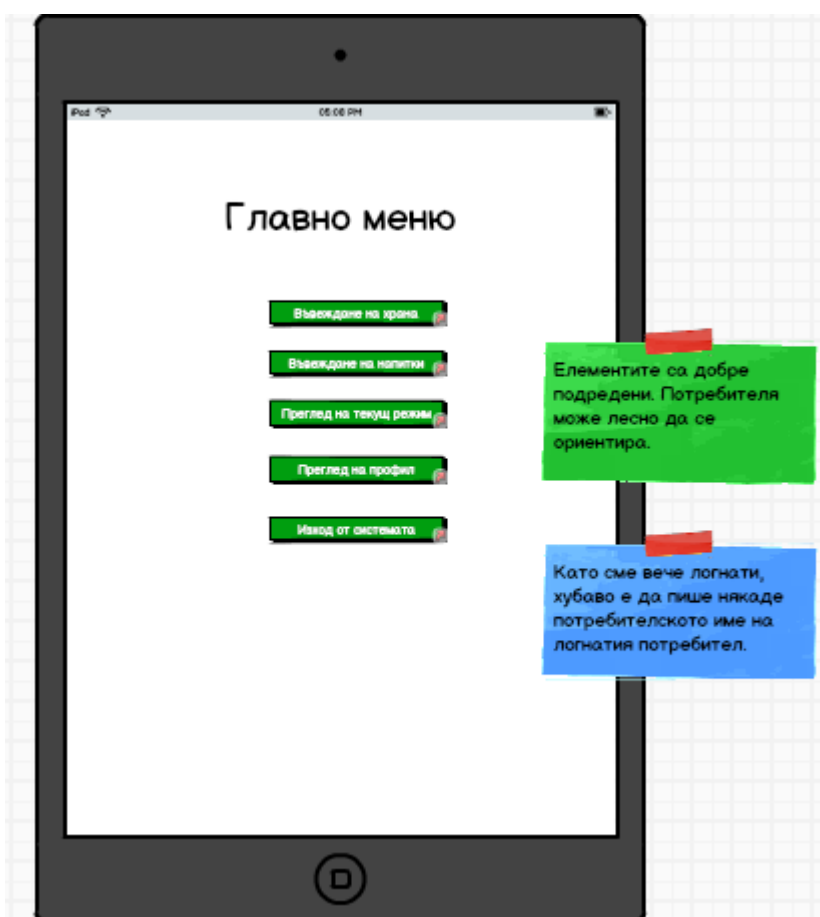 iPad
05:08 PM
Главно меню
Въвеждане на храна
Въвеждане на напитки
Преглед на текущ режим
Преглед на профил
Изход от системата
Елементите са добре
подредени. Потребителя
може лесно да се
ориентира.
Като сме вече логнати,
хубаво е да пише някаде
потребителското име на
логнатия потребител.